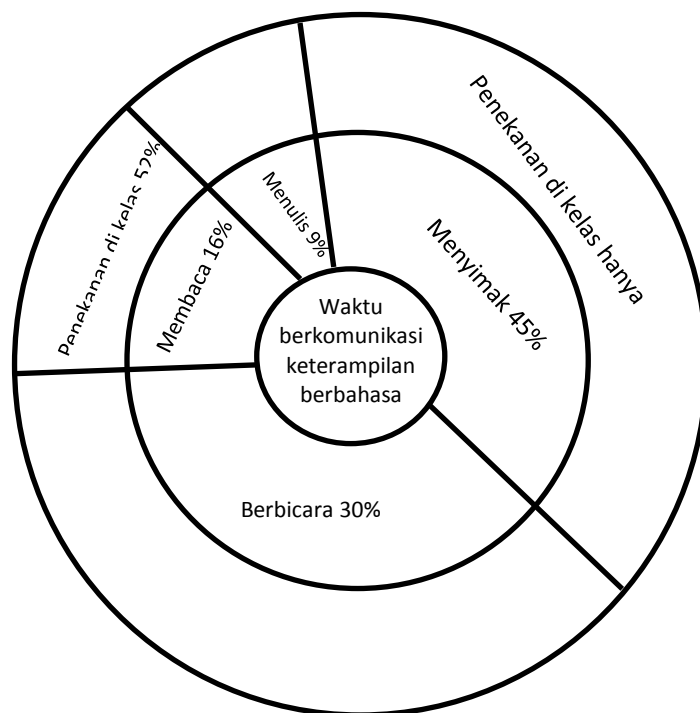 Waktu
berkomunikasi
keterampilan
berbahasa
Menyimak 45%
Berbicara 30%
Membaca 16%
Menulis 9%
Penekanan di kelas hanya
Penekanan di kelas 52%